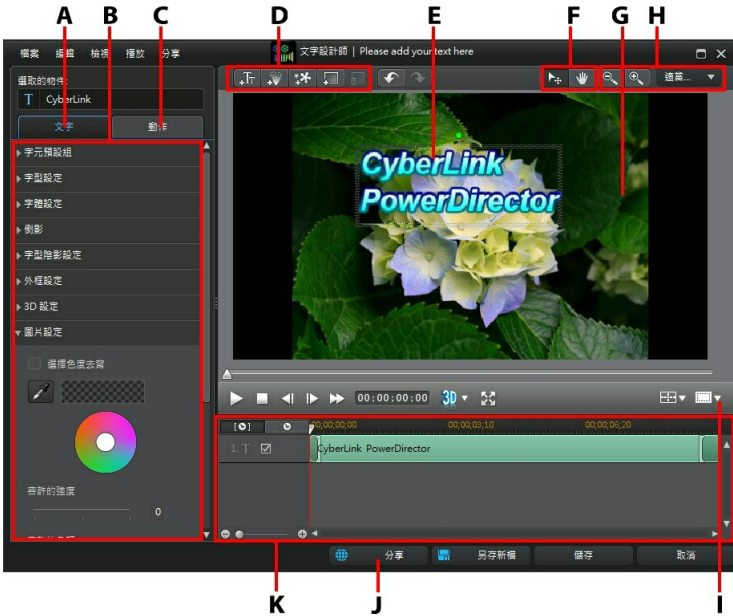 A B C D E F G H
檔案 編輯 檢視 播放 分享
文字設計師 | Please add your text here
選取的物件:
T CyberLink
適當...
文字 動作
字元預設組
字型設定
字體設定
倒影
字型陰影設定
外框設定
3D 設定
圖片設定
選擇色度去背
容許的強度
0
CyberLink
PowerDirector
00:00:00:00 3D
00;00;00;00 00;00;03;10 00;00;06;20
1. T CyberLink PowerDirector
分享 另存新檔 儲存 取消
K J I